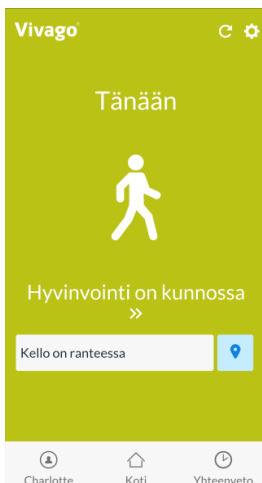 Vivago
Tänään
Hyvinvointi on kunnossa
Kello on ranteessa
Charlotte
Koti
Yhteenveto